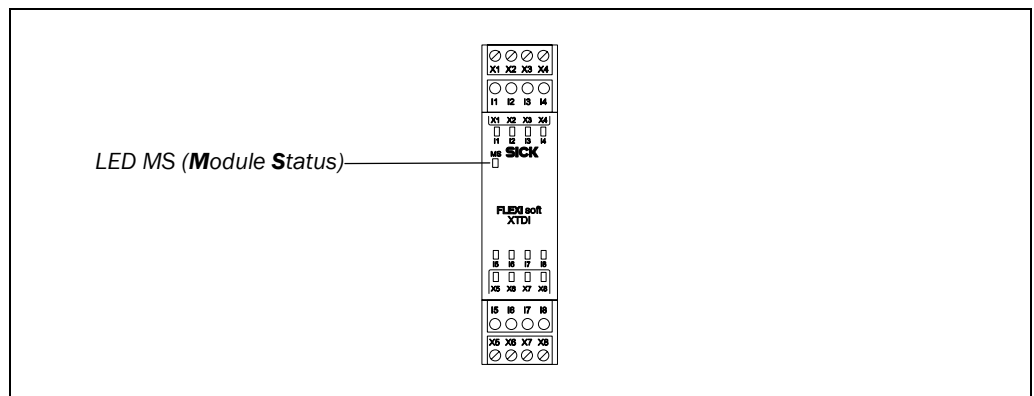 X1 X2 X3 X4
I1 I2 I3 I4
X1 X2 X3 X4
I1 I2 I3 I4
MS SICK
LED MS (Module Status)
FLEXI soft
XTDI
I5 I6 I7 I8
X5 X6 X7 X8
I5 I6 I7 I8
X5 X6 X7 X8